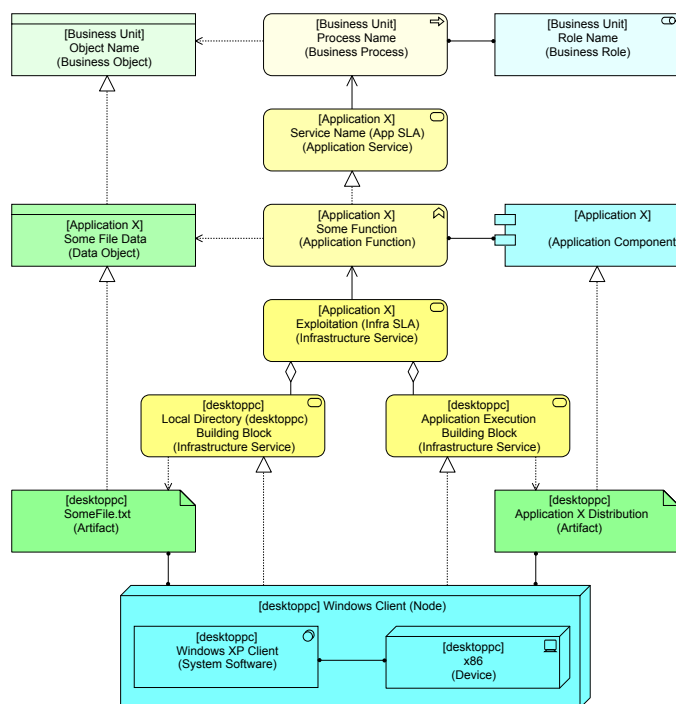 [Business Unit]
Object Name
(Business Object)
[Business Unit]
Process Name
(Business Process)
[Business Unit]
Role Name
(Business Role)
[Application X]
Service Name (App SLA)
(Application Service)
[Application X]
Some File Data
(Data Object)
[Application X]
Some Function
(Application Function)
[Application X]
(Application Component
[Application X]
Exploitation (Infra SLA)
(Infrastructure Service)
[desktoppc]
Local Directory (desktoppc)
Building Block
(Infrastructure Service)
[desktoppc]
Application Execution
Building Block
(Infrastructure Service)
[desktoppc]
SomeFile.txt
(Artifact)
[desktoppc]
Application X Distribution
(Artifact)
[desktoppc] Windows Client (Node)
[desktoppc]
Windows XP Client
(System Software)
[desktoppc]
x86
(Device)